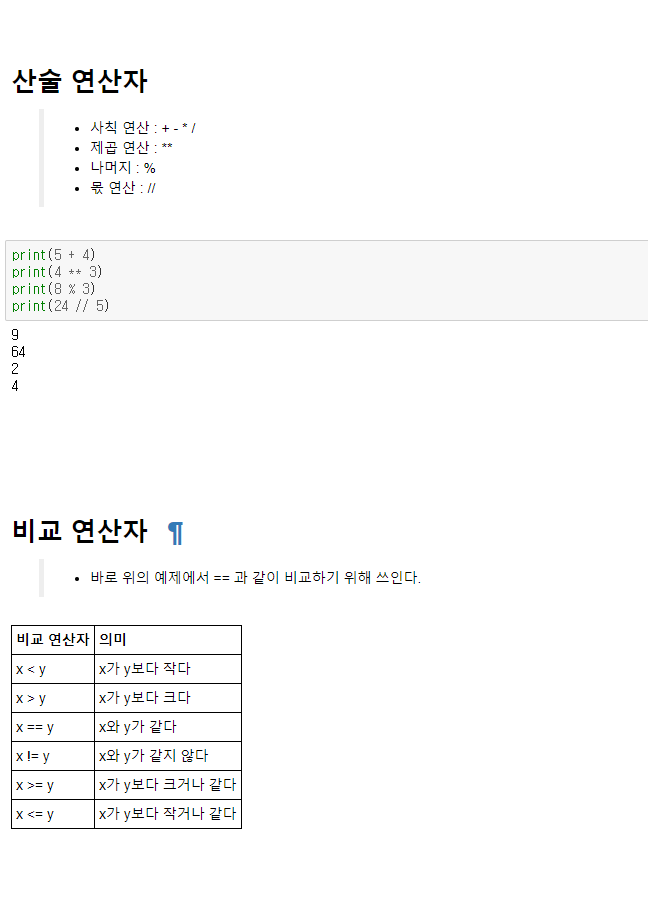 산술 연산자
• 사칙 연산 : + - * /
• 제곱 연산 : **
• 나머지 : %
• 몫 연산 : //
print(5 + 4)
print(4 ** 3)
print(8 % 3)
print(24 // 5)
9
64
2
4
비교 연산자 ¶
• 바로 위의 예제에서 == 과 같이 비교하기 위해 쓰인다.
비교 연산자 의미
x < y x가 y보다 작다
x > y x가 y보다 크다
x == y x와 y가 같다
x != y x와 y가 같지 않다
x >= y x가 y보다 크거나 같다
x <= y x가 y보다 작거나 같다